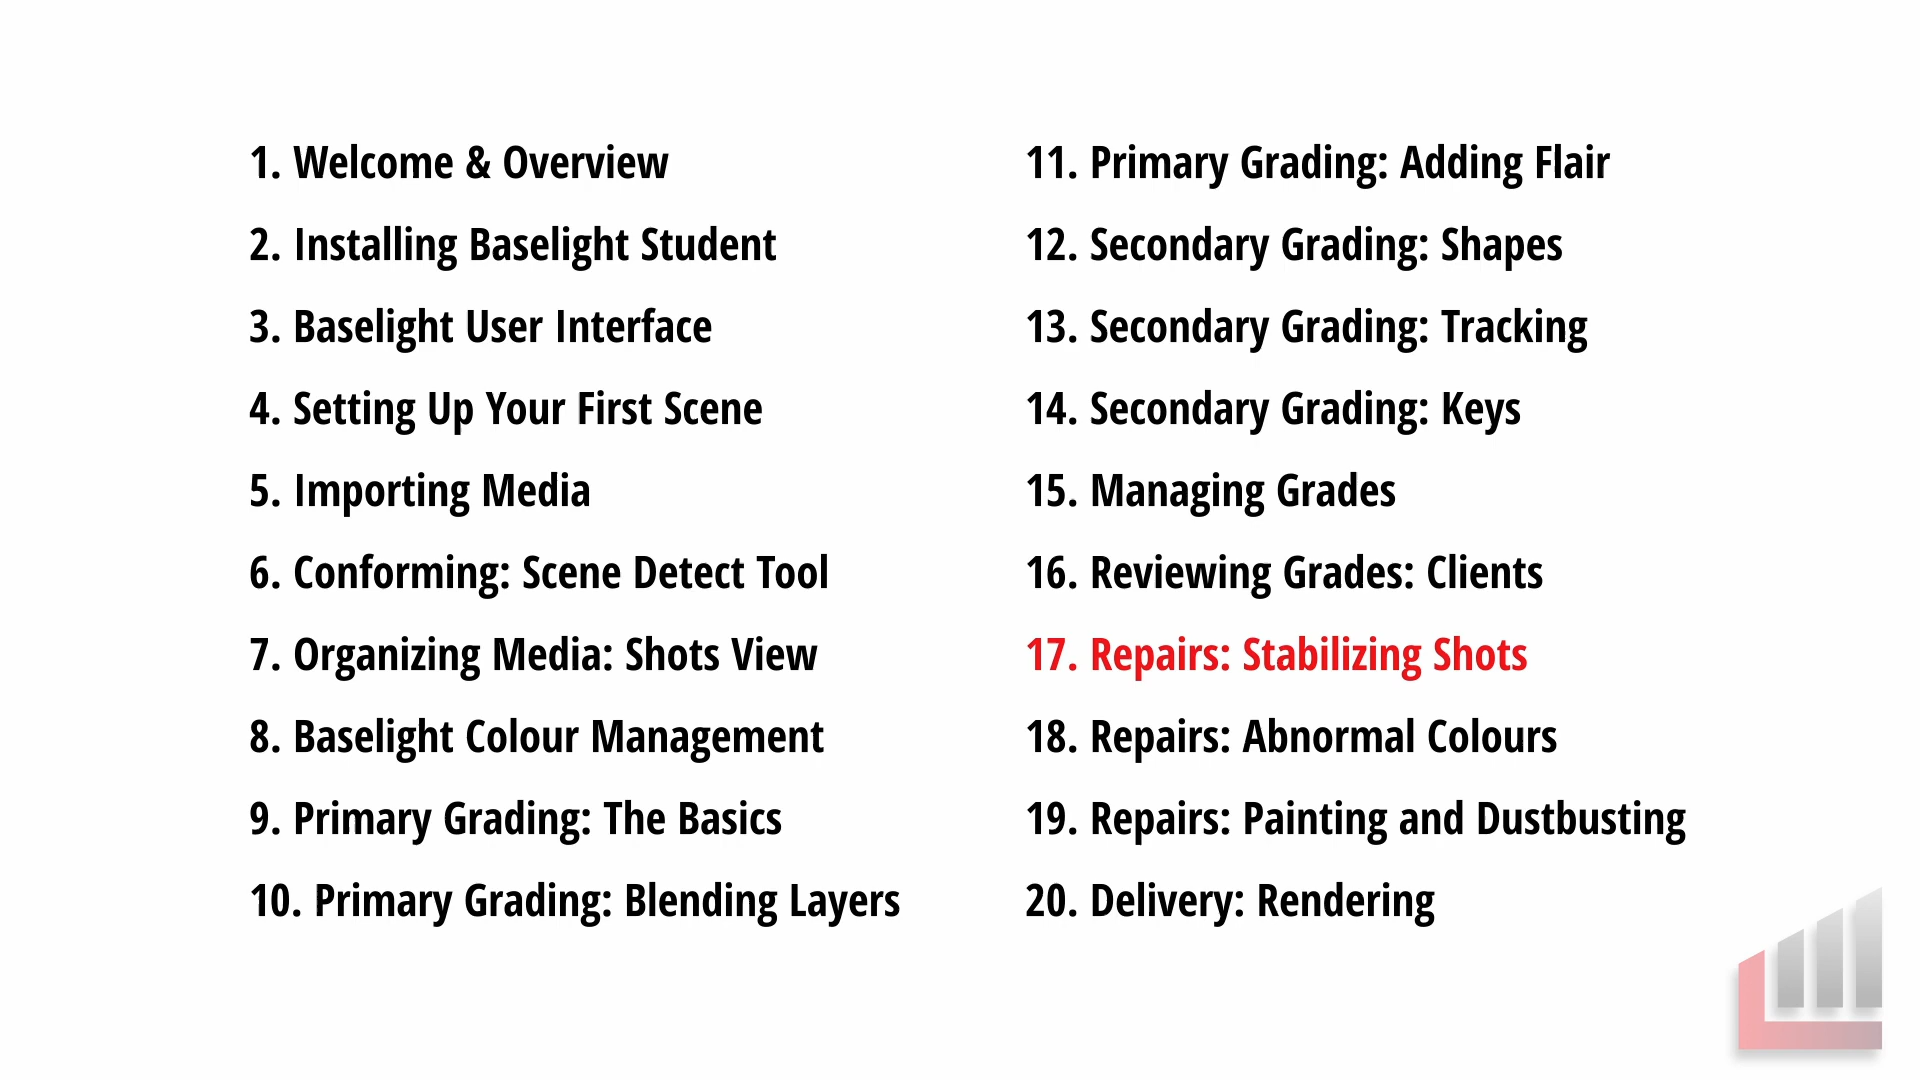 1. Welcome & Overview
2. Installing Baselight Student
3. Baselight User Interface
4. Setting Up Your First Scene
5. Importing Media
6. Conforming: Scene Detect Tool
7. Organizing Media: Shots View
8. Baselight Colour Management
9. Primary Grading: The Basics
10. Primary Grading: Blending Layers
11. Primary Grading: Adding Flair
12. Secondary Grading: Shapes
13. Secondary Grading: Tracking
14. Secondary Grading: Keys
15. Managing Grades
16. Reviewing Grades: Clients
17. Repairs: Stabilizing Shots
18. Repairs: Abnormal Colours
19. Repairs: Painting and Dustbusting
20. Delivery: Rendering